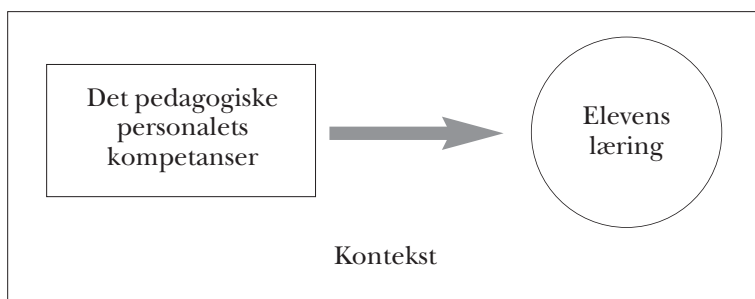 Det pedagogiske
personalets
kompetanser
Elevens
læring
Kontekst